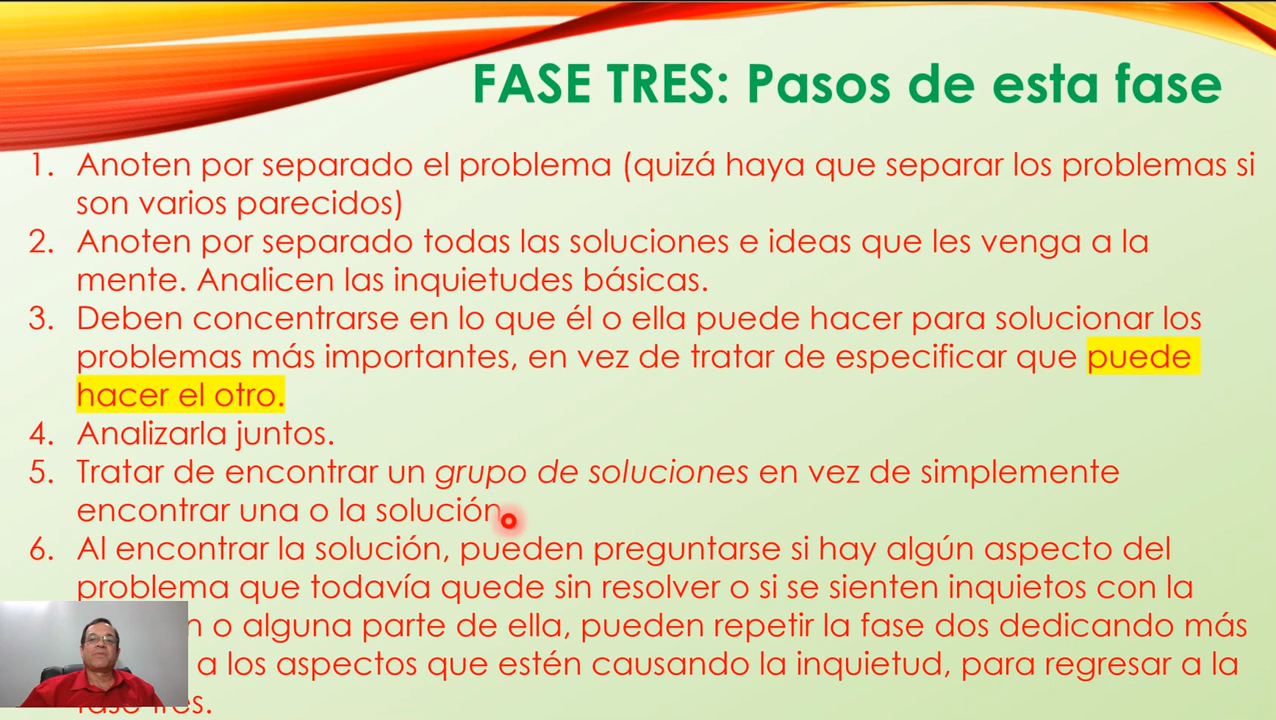 FASE TRES: Pasos de esta fase
1. Anoten por separado el problema (quizá haya que separar los problemas si
son varios parecidos)
2. Anoten por separado todas las soluciones e ideas que les venga a la
mente. Analicen las inquietudes básicas.
3. Deben concentrarse en lo que él o ella puede hacer para solucionar los
problemas más importantes, en vez de tratar de especificar que puede
hacer el otro.
4. Analizarla juntos.
5. Tratar de encontrar un grupo de soluciones en vez de simplemente
encontrar una o la solución.
6. Al encontrar la solución, pueden preguntarse si hay algún aspecto del
problema que todavía quede sin resolver o si se sienten inquietos con la
o alguna parte de ella, pueden repetir la fase dos dedicando más
a los aspectos que estén causando la inquietud, para regresar a la